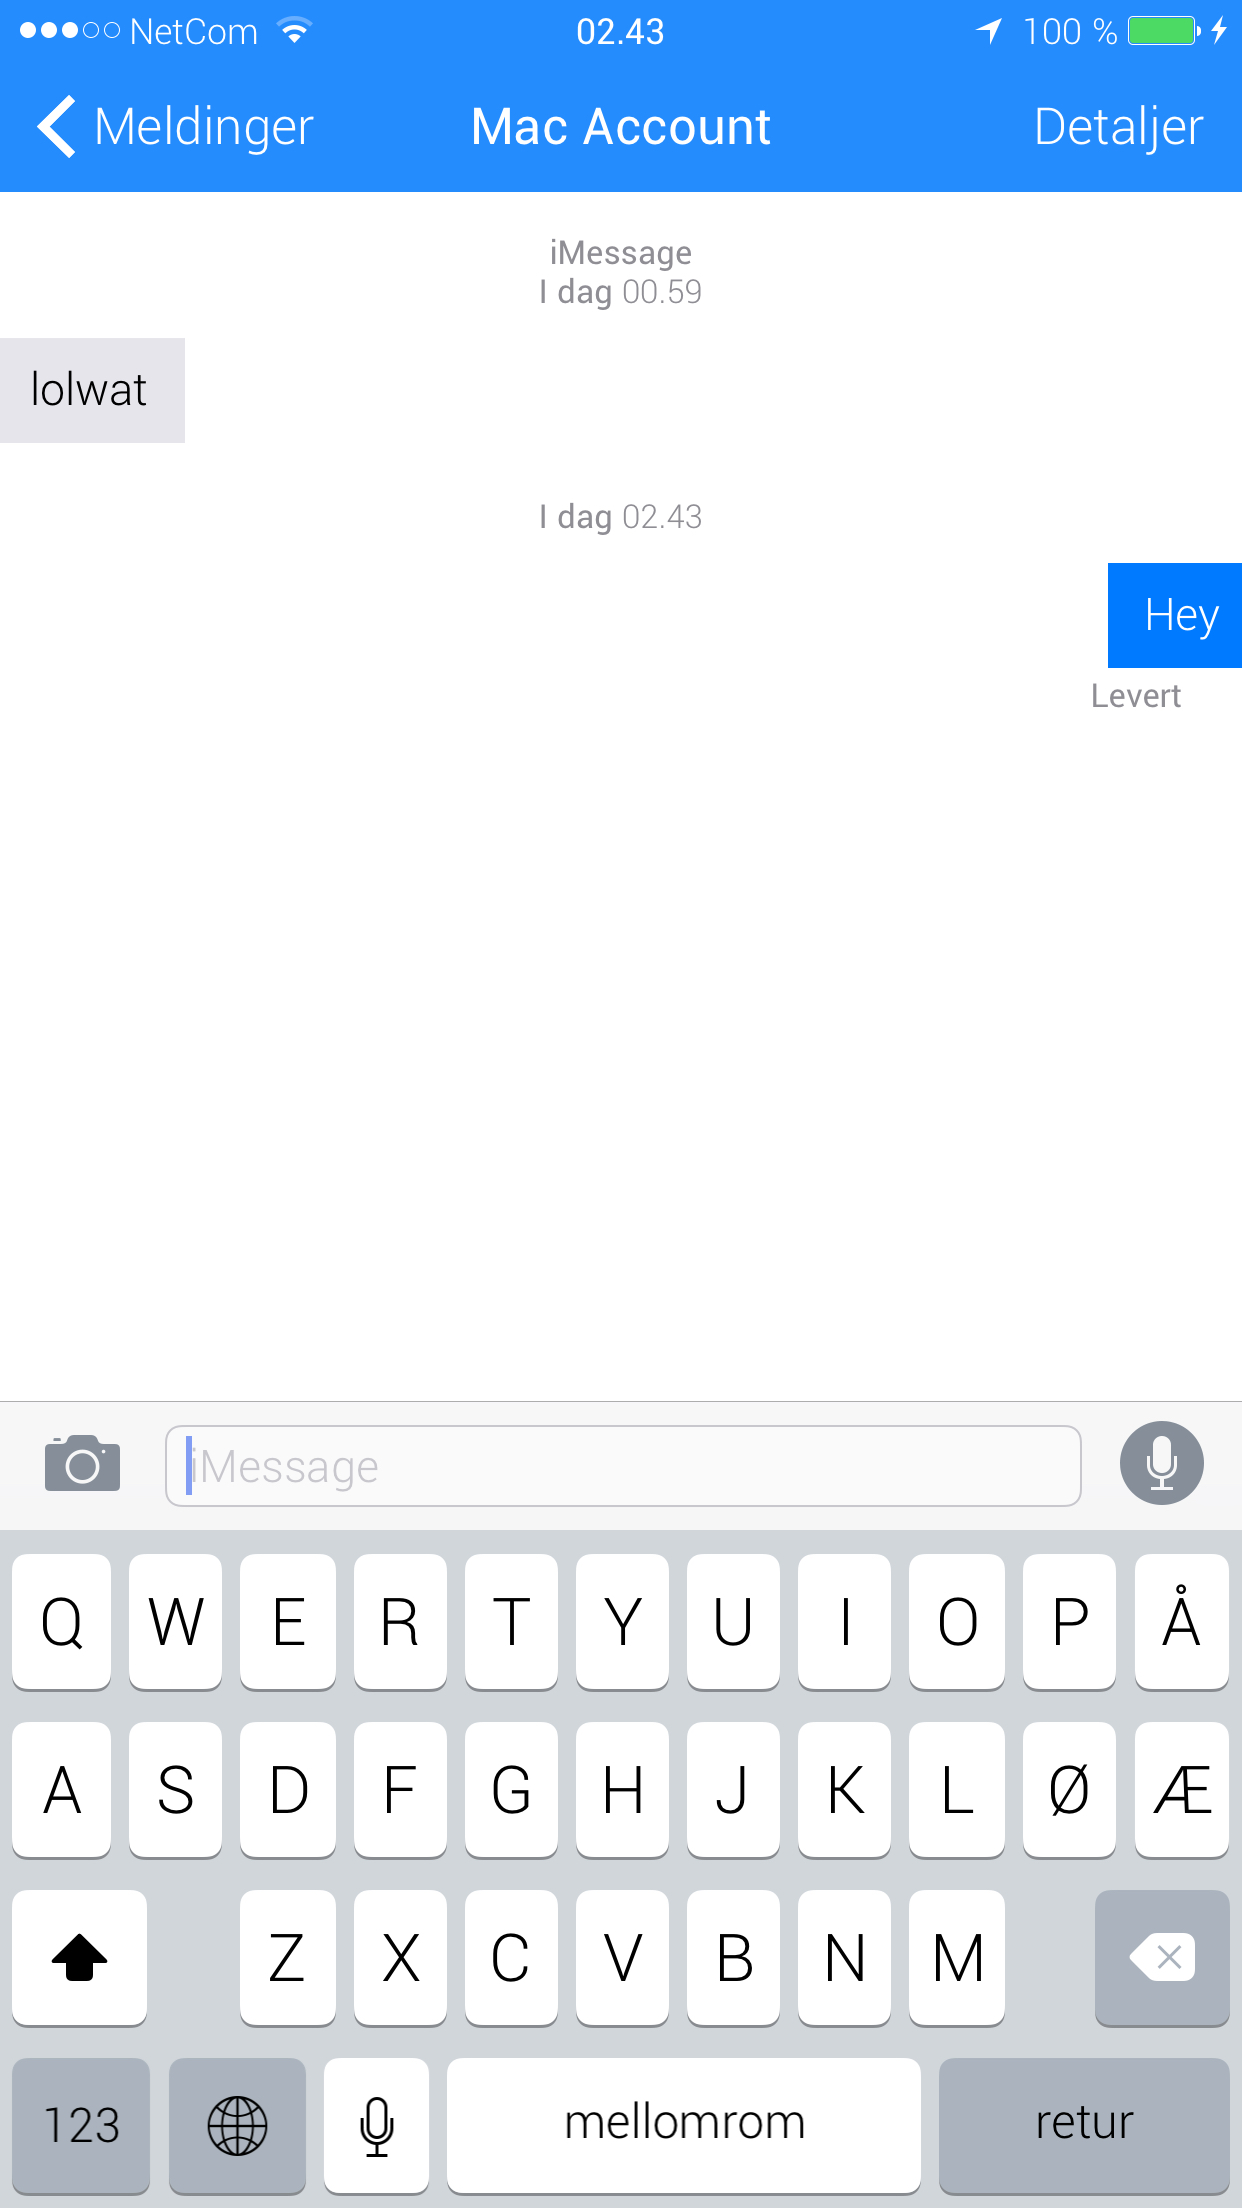 NetCom 02.43 100 %
Meldinger Mac Account Detaljer
iMessage
I dag 00.59
lolwat
I dag 02.43
Hey
Levert
iMessage
Q W E R T Y U I O P Å
A S D F G H J K L Ø Æ
Z X C V B N M
123 mellomrom retur